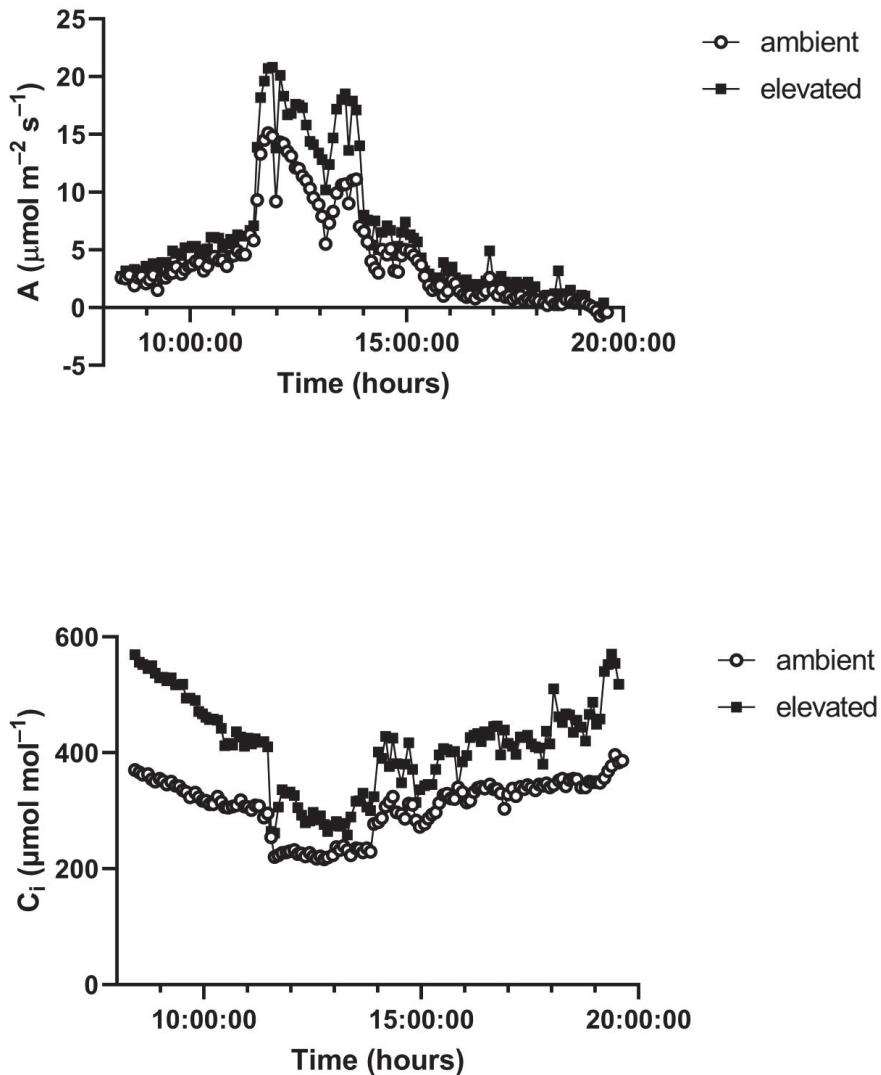 25
20
15
10
5
0
-5
A (μmol m⁻² s⁻¹)
10:00:00 15:00:00 20:00:00
Time (hours)
ambient
elevated
600
400
200
0
Cᵢ (μmol mol⁻¹)
10:00:00 15:00:00 20:00:00
Time (hours)
ambient
elevated